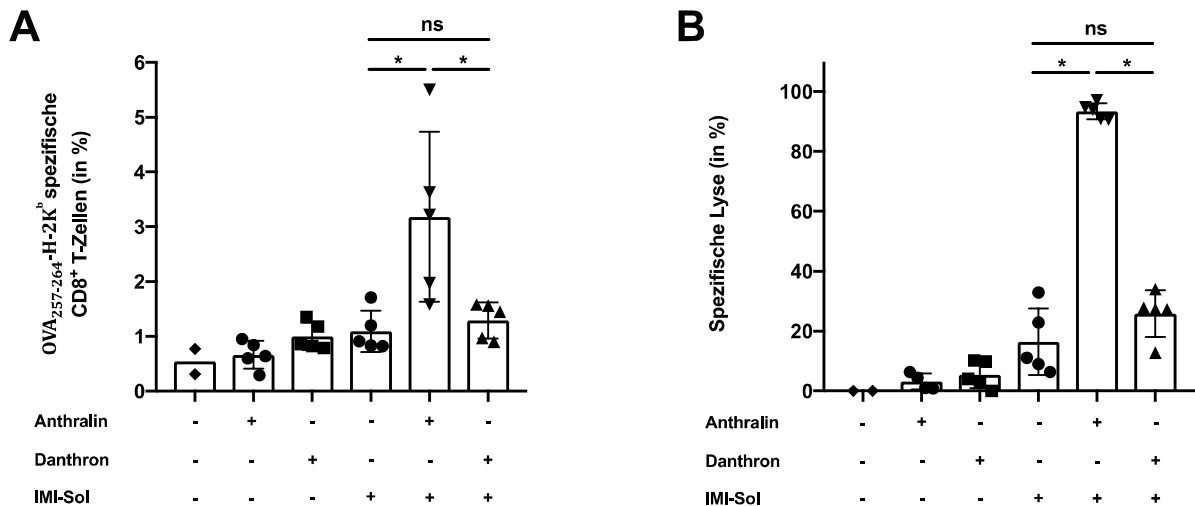 A
ns
* *
6
5
4
3
2
1
0
OVA257-264-H-2Kb spezifische
CD8+ T-Zellen (in %)
Anthralin - + - - + -
Danthron - - + - - +
IMI-Sol - - - + + +
B
ns
* *
100
80
60
40
20
0
Spezifische Lyse (in %)
Anthralin - + - - + -
Danthron - - + - - +
IMI-Sol - - - + + +